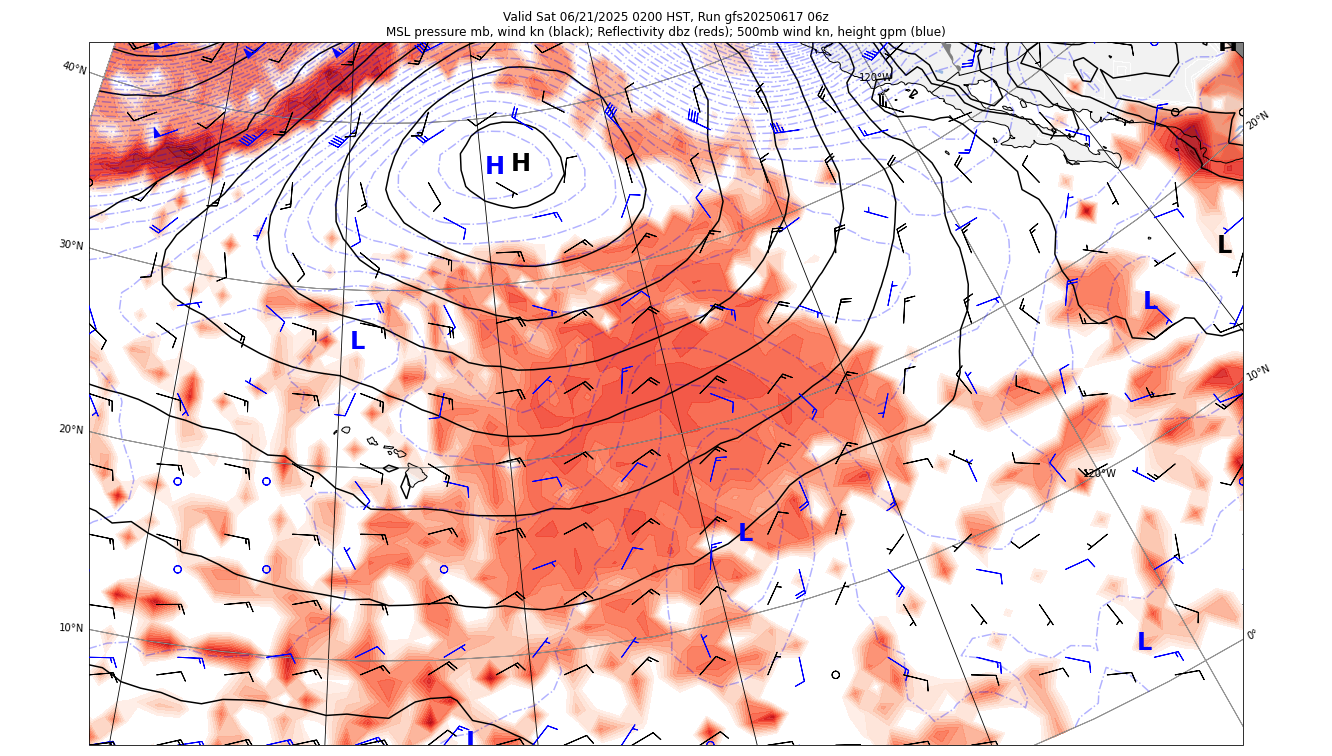 Valid Sat 06/21/2025 0200 HST, Run gfs20250617 06z
MSL pressure mb, wind kn (black); Reflectivity dbz (reds); 500mb wind kn, height gpm (blue)
H
40°N
120°W
20°N
H H
30°N
L
L
L
10°N
20°N
120°W
L
10°N
0°
L
L